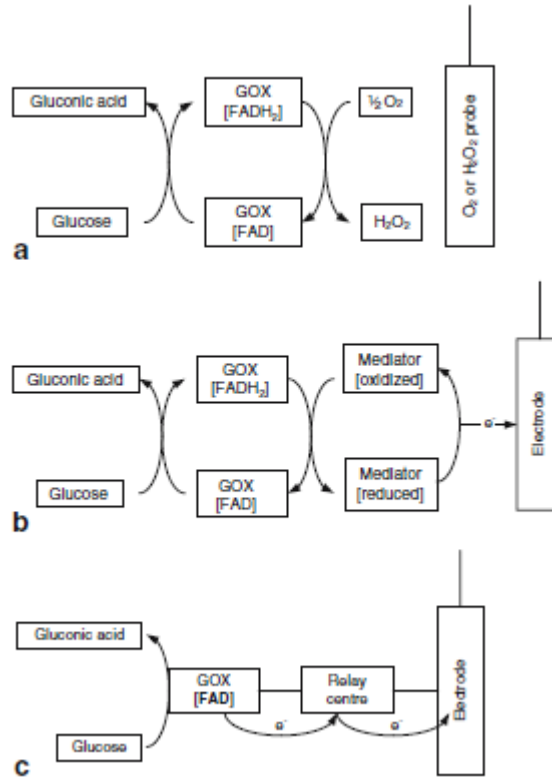 Gluconic acid
GOX
[FADH₂]
½ O₂
Glucose
GOX
[FAD]
H₂O₂
O₂ or H₂O₂ probe
a
Gluconic acid
GOX
[FADH₂]
Mediator
[oxidized]
e⁻
Electrode
Glucose
GOX
[FAD]
Mediator
[reduced]
b
Gluconic acid
GOX
[FAD]
Relay
centre
Electrode
Glucose
e⁻
e⁻
c